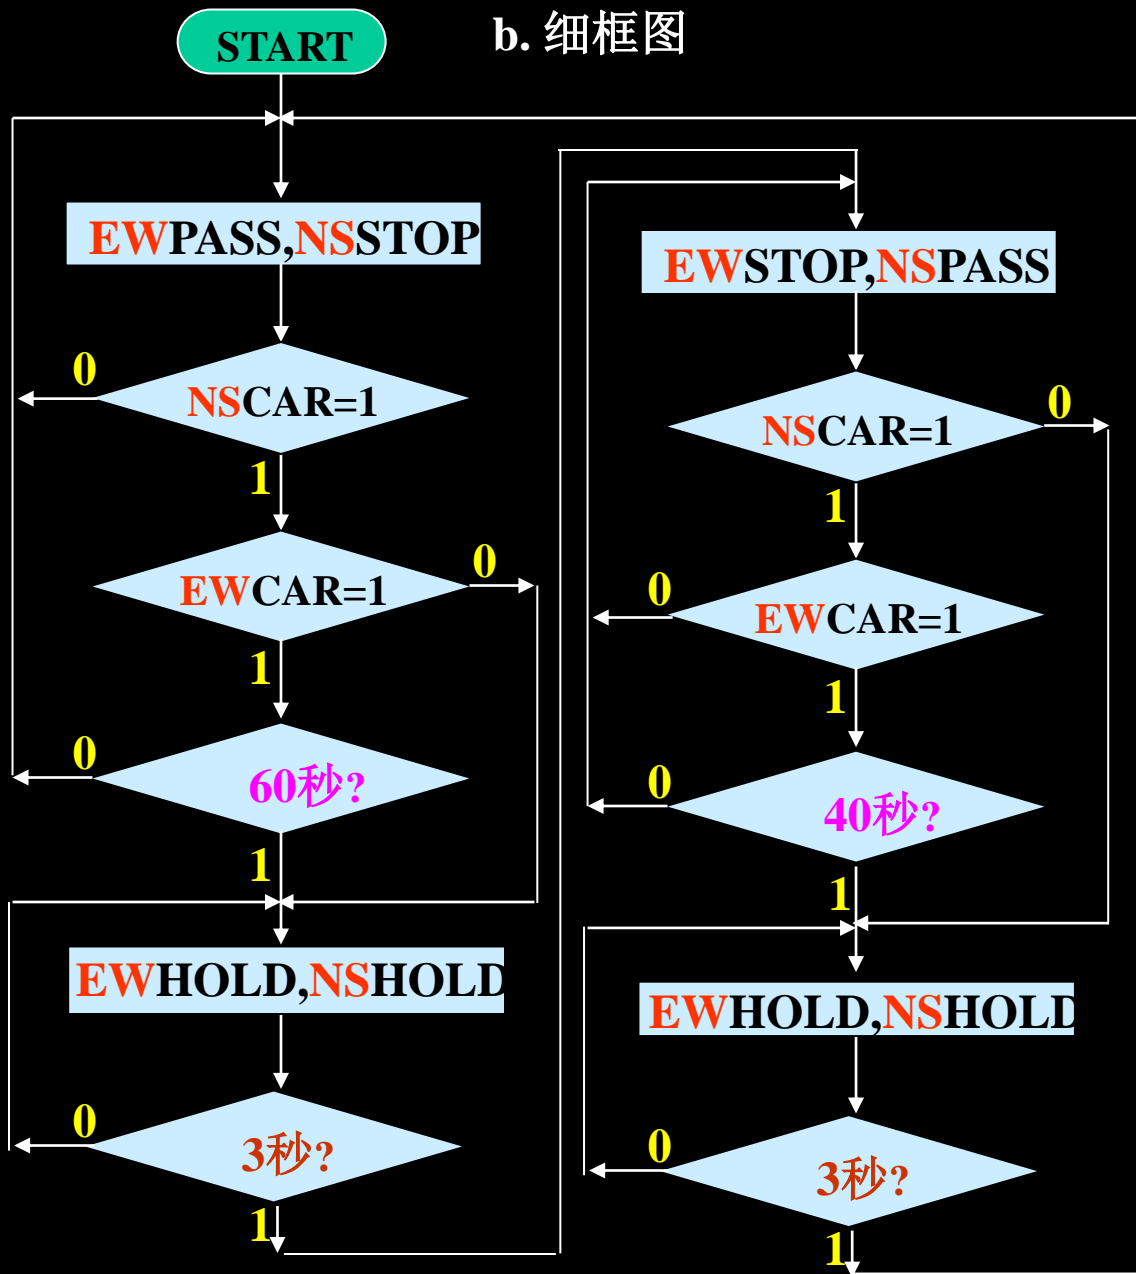 b. 细框图
START
EWPASS,NSSTOP
0
NSCAR=1
1
EWCAR=1
0
1
0
60秒?
1
EWHOLD,NSHOLD
0
3秒?
1
EWSTOP,NSPASS
NSCAR=1
0
1
0
EWCAR=1
1
0
40秒?
1
EWHOLD,NSHOLD
0
3秒?
1